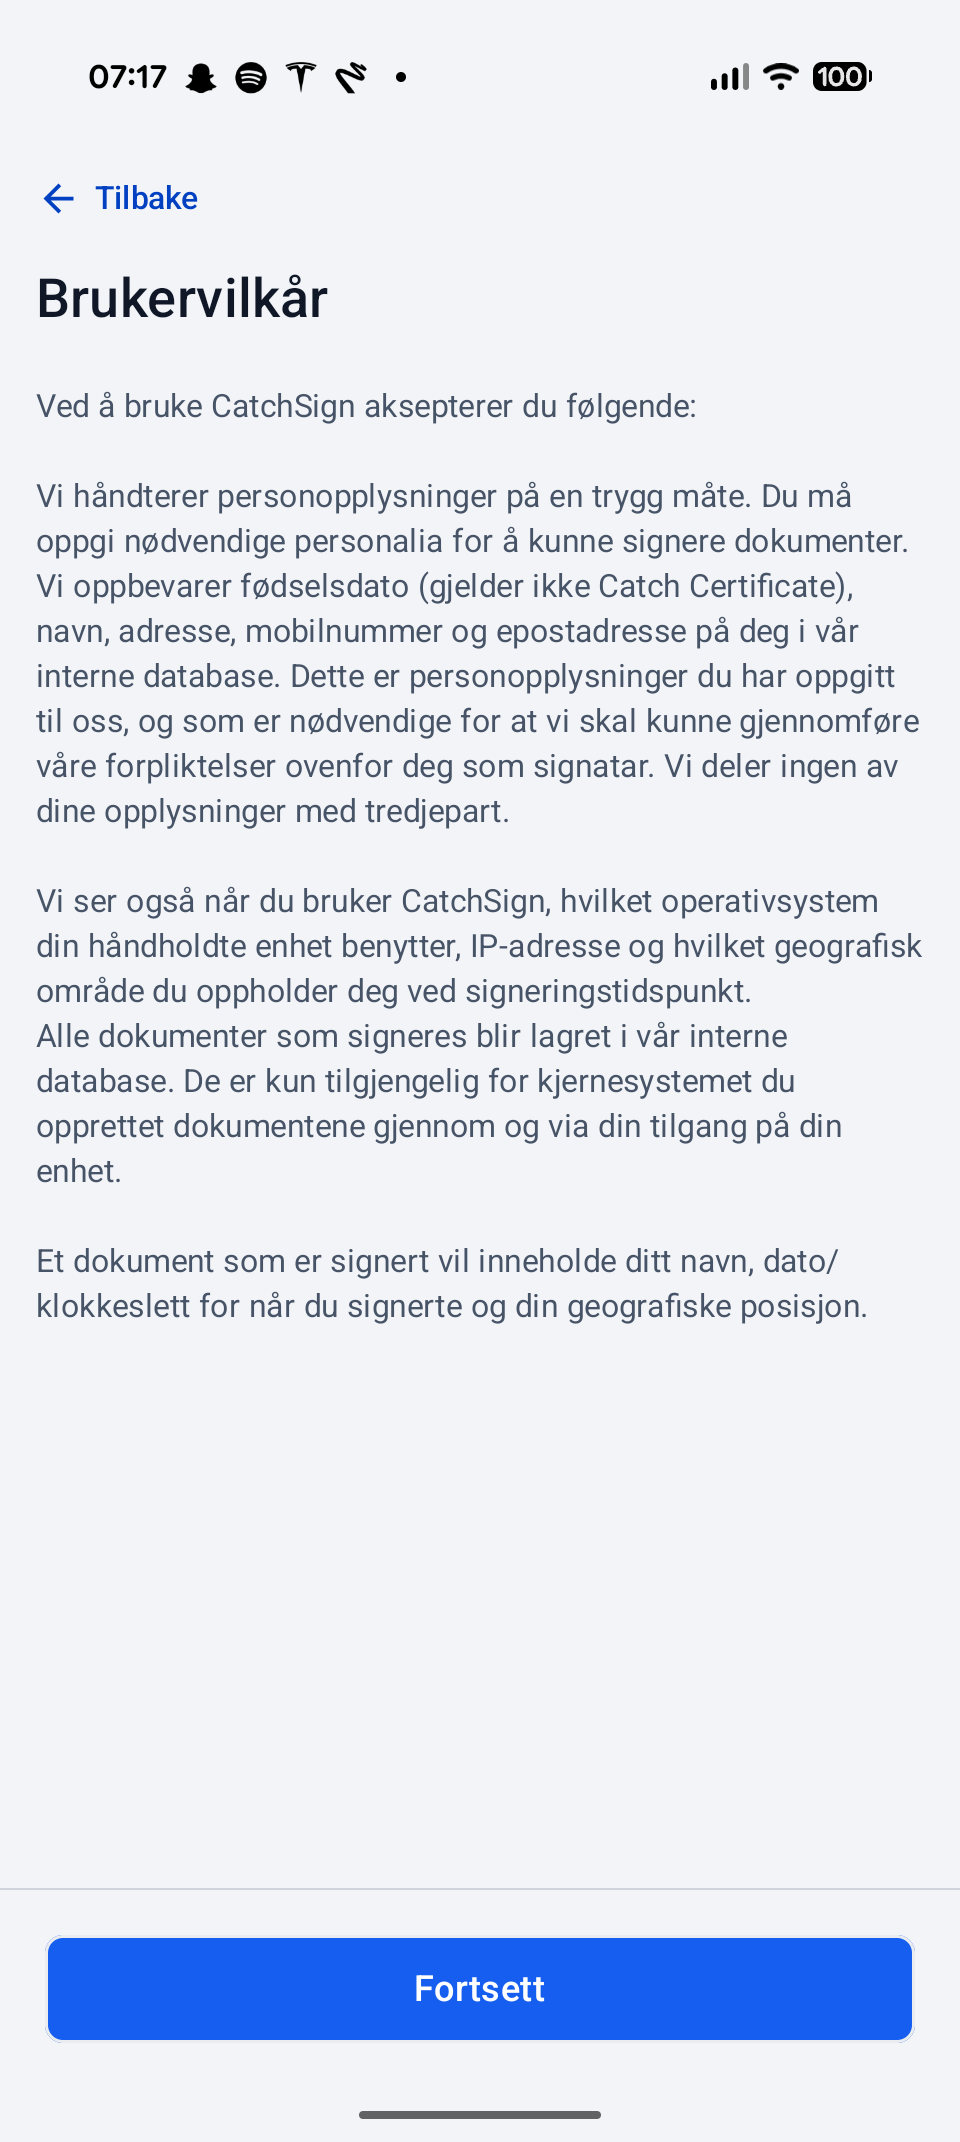 07:17
100
Tilbake
Brukervilkår
Ved å bruke CatchSign aksepterer du følgende:
Vi håndterer personopplysninger på en trygg måte. Du må
oppgi nødvendige personalia for å kunne signere dokumenter.
Vi oppbevarer fødselsdato (gjelder ikke Catch Certificate),
navn, adresse, mobilnummer og epostadresse på deg i vår
interne database. Dette er personopplysninger du har oppgitt
til oss, og som er nødvendige for at vi skal kunne gjennomføre
våre forpliktelser ovenfor deg som signatar. Vi deler ingen av
dine opplysninger med tredjepart.
Vi ser også når du bruker CatchSign, hvilket operativsystem
din håndholdte enhet benytter, IP-adresse og hvilket geografisk
område du oppholder deg ved signeringstidspunkt.
Alle dokumenter som signeres blir lagret i vår interne
database. De er kun tilgjengelig for kjernesystemet du
opprettet dokumentene gjennom og via din tilgang på din
enhet.
Et dokument som er signert vil inneholde ditt navn, dato/
klokkeslett for når du signerte og din geografiske posisjon.
Fortsett